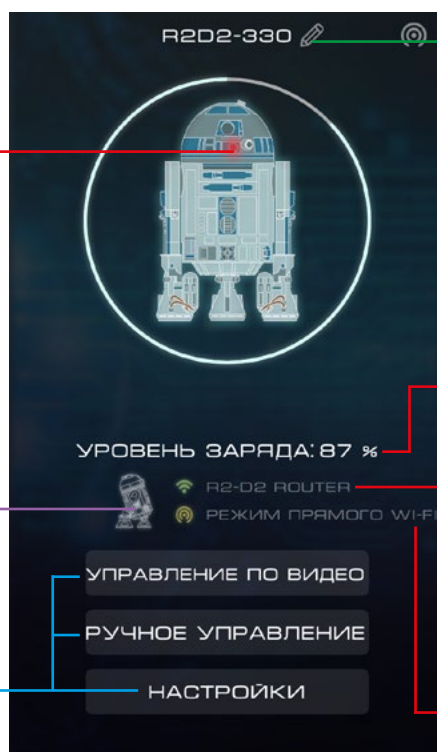 R2D2-330
УРОВЕНЬ ЗАРЯДА: 87 %
R2-D2 ROUTER
РЕЖИМ ПРЯМОГО WI-FI
УПРАВЛЕНИЕ ПО ВИДЕО
РУЧНОЕ УПРАВЛЕНИЕ
НАСТРОЙКИ